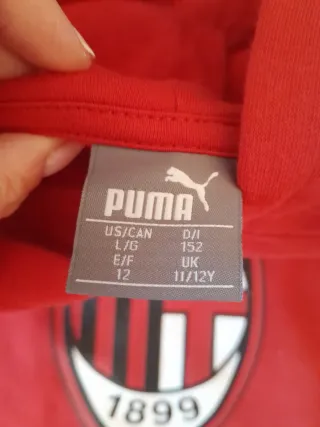 PUMA
US/CAN D/I
L/G 152
E/F UK
12 11/12Y
1899